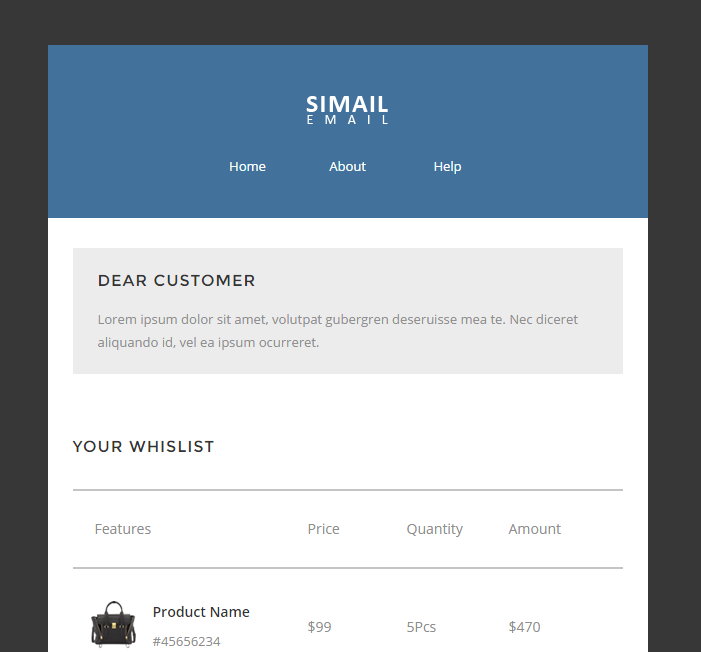 SIMAIL
EMAIL
Home About Help
DEAR CUSTOMER
Lorem ipsum dolor sit amet, volutpat gubergren deseruisse mea te. Nec diceret
aliquando id, vel ea ipsum ocurreret.
YOUR WHISLIST
Features Price Quantity Amount
Product Name
$99 5Pcs $470
#45656234